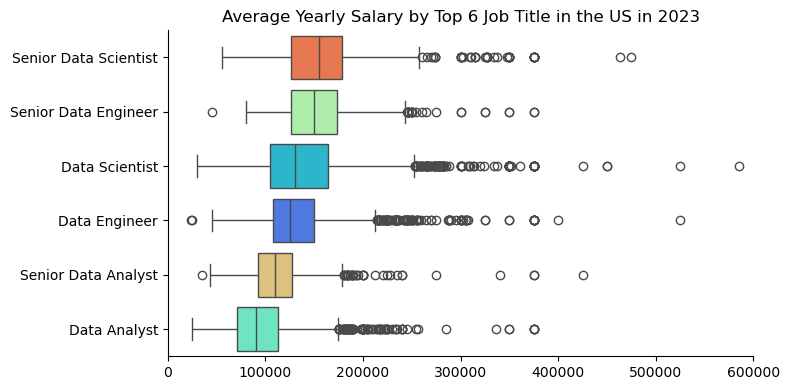 Average Yearly Salary by Top 6 Job Title in the US in 2023
Senior Data Scientist
Senior Data Engineer
Data Scientist
Data Engineer
Senior Data Analyst
Data Analyst
0 100000 200000 300000 400000 500000 600000